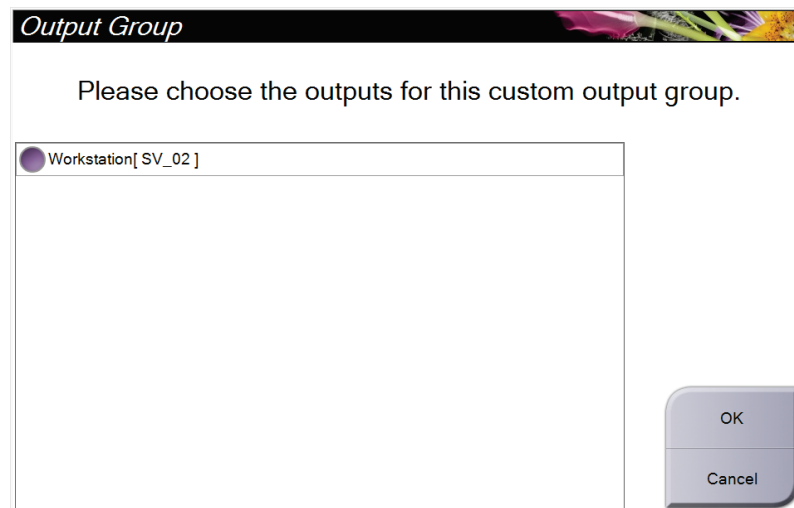 Output Group
Please choose the outputs for this custom output group.
Workstation[ SV_02 ]
OK
Cancel